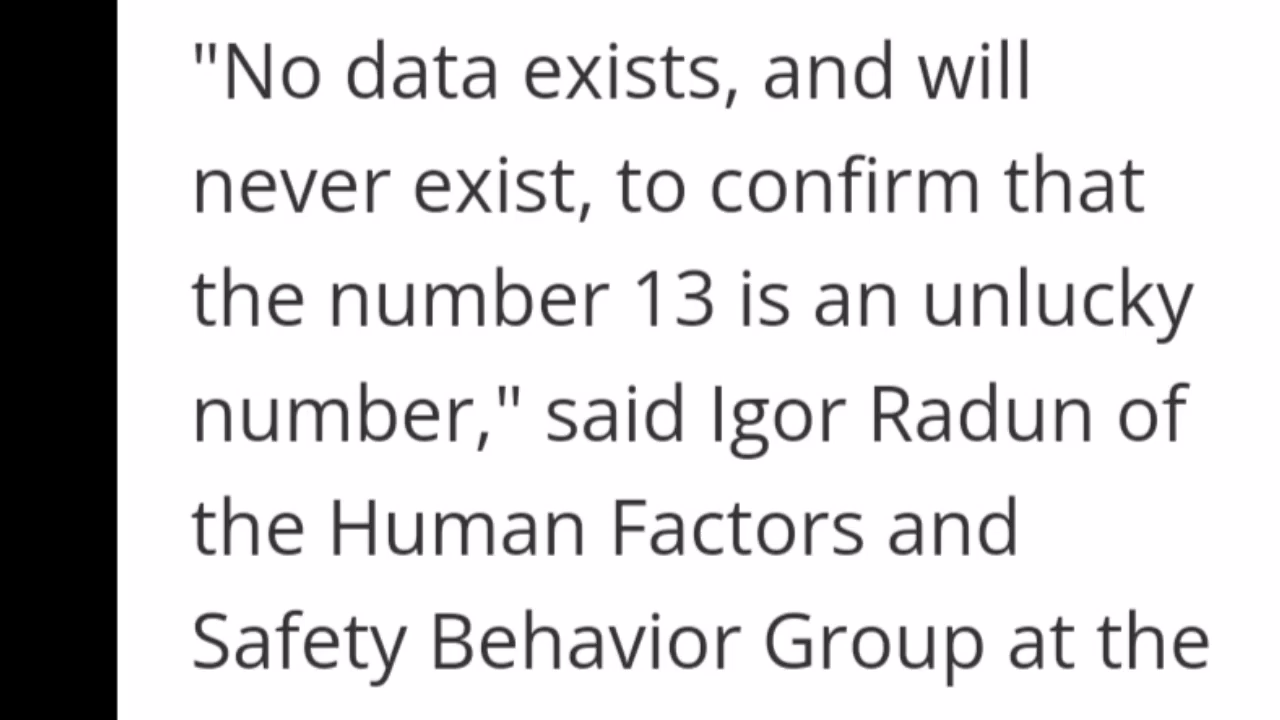 "No data exists, and will
never exist, to confirm that
the number 13 is an unlucky
number," said Igor Radun of
the Human Factors and
Safety Behavior Group at the